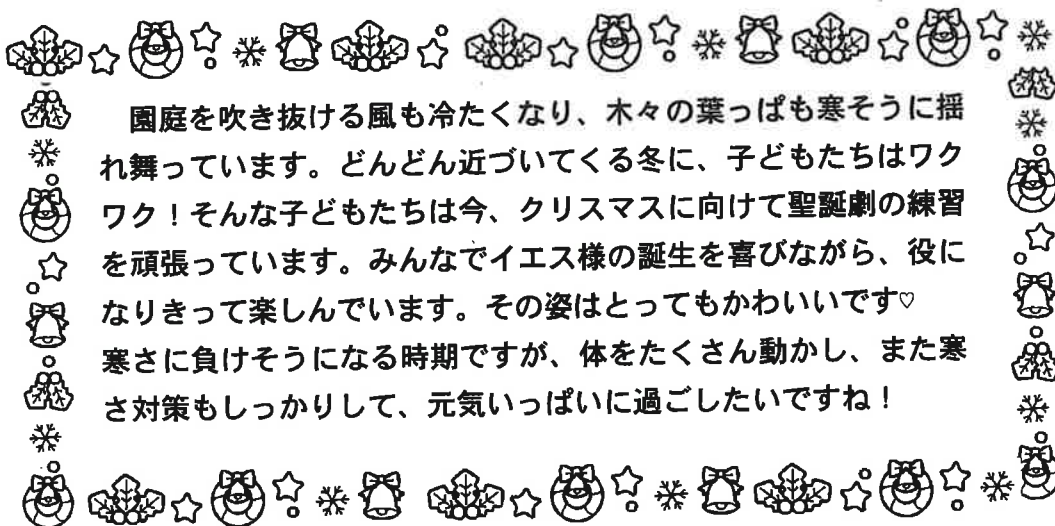 園庭を吹き抜ける風も冷たくなり、木々の葉っぱも寒そうに揺
れ舞っています。どんどん近づいてくる冬に、子どもたちはワク
ワク！そんな子どもたちは今、クリスマスに向けて聖誕劇の練習
を頑張っています。みんなでイエス様の誕生を喜びながら、役に
なりきって楽しんでいます。その姿はとってもかわいいです♡
寒さに負けそうになる時期ですが、体をたくさん動かし、また寒
さ対策もしっかりして、元気いっぱいに過ごしたいですね！